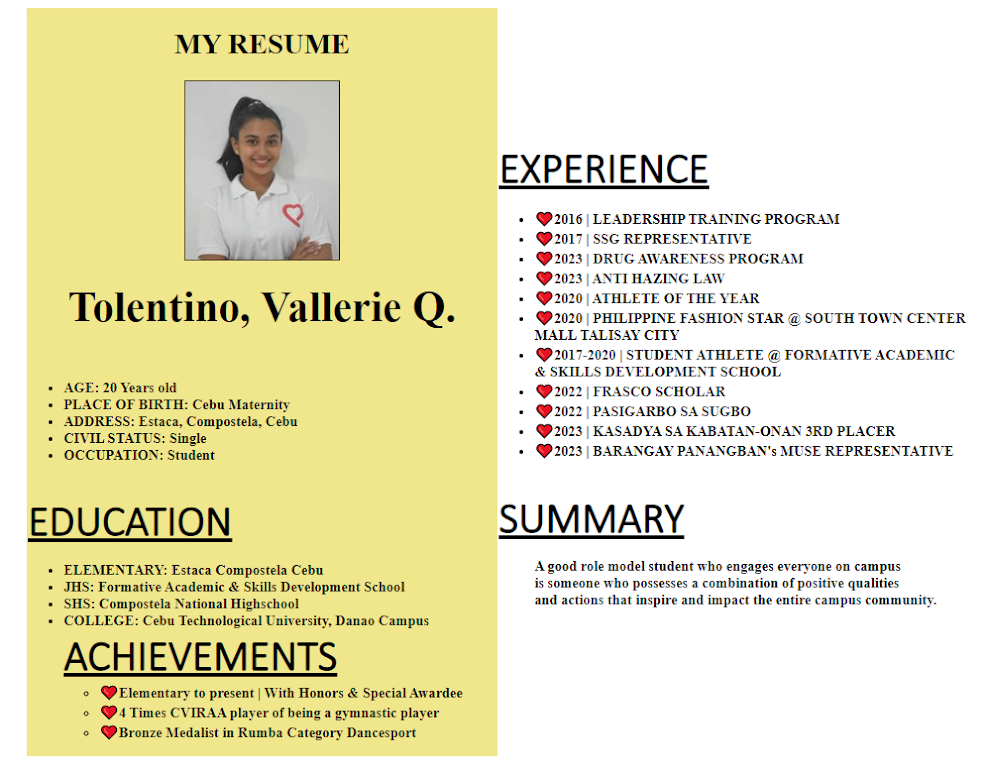 MY RESUME
Tolentino, Vallerie Q.
AGE: 20 Years old
PLACE OF BIRTH: Cebu Maternity
ADDRESS: Estaca, Compostela, Cebu
CIVIL STATUS: Single
OCCUPATION: Student
EDUCATION
ELEMENTARY: Estaca Compostela Cebu
JHS: Formative Academic & Skills Development School
SHS: Compostela National Highschool
COLLEGE: Cebu Technological University, Danao Campus
ACHIEVEMENTS
Elementary to present | With Honors & Special Awardee
4 Times CVIRAA player of being a gymnastic player
Bronze Medalist in Rumba Category Dancesport
EXPERIENCE
2016 | LEADERSHIP TRAINING PROGRAM
2017 | SSG REPRESENTATIVE
2023 | DRUG AWARENESS PROGRAM
2023 | ANTI HAZING LAW
2020 | ATHLETE OF THE YEAR
2020 | PHILIPPINE FASHION STAR @ SOUTH TOWN CENTER
MALL TALISAY CITY
2017-2020 | STUDENT ATHLETE @ FORMATIVE ACADEMIC
& SKILLS DEVELOPMENT SCHOOL
2022 | FRASCO SCHOLAR
2022 | PASIGARBO SA SUGBO
2023 | KASADYA SA KABATAN-ONAN 3RD PLACER
2023 | BARANGAY PANANGBAN's MUSE REPRESENTATIVE
SUMMARY
A good role model student who engages everyone on campus
is someone who possesses a combination of positive qualities
and actions that inspire and impact the entire campus community.